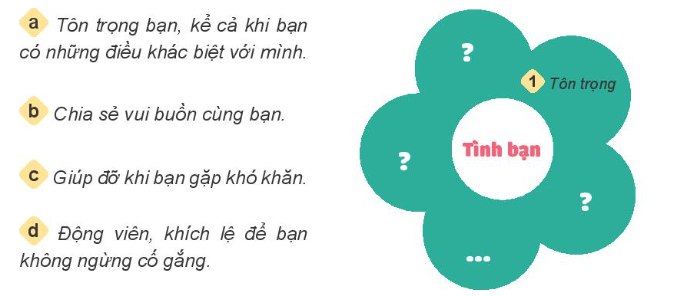 a Tôn trọng bạn, kể cả khi bạn
có những điều khác biệt với mình.
b Chia sẻ vui buồn cùng bạn.
c Giúp đỡ khi bạn gặp khó khăn.
d Động viên, khích lệ để bạn
không ngừng cố gắng.
?
1 Tôn trọng
Tình bạn
?
?
...